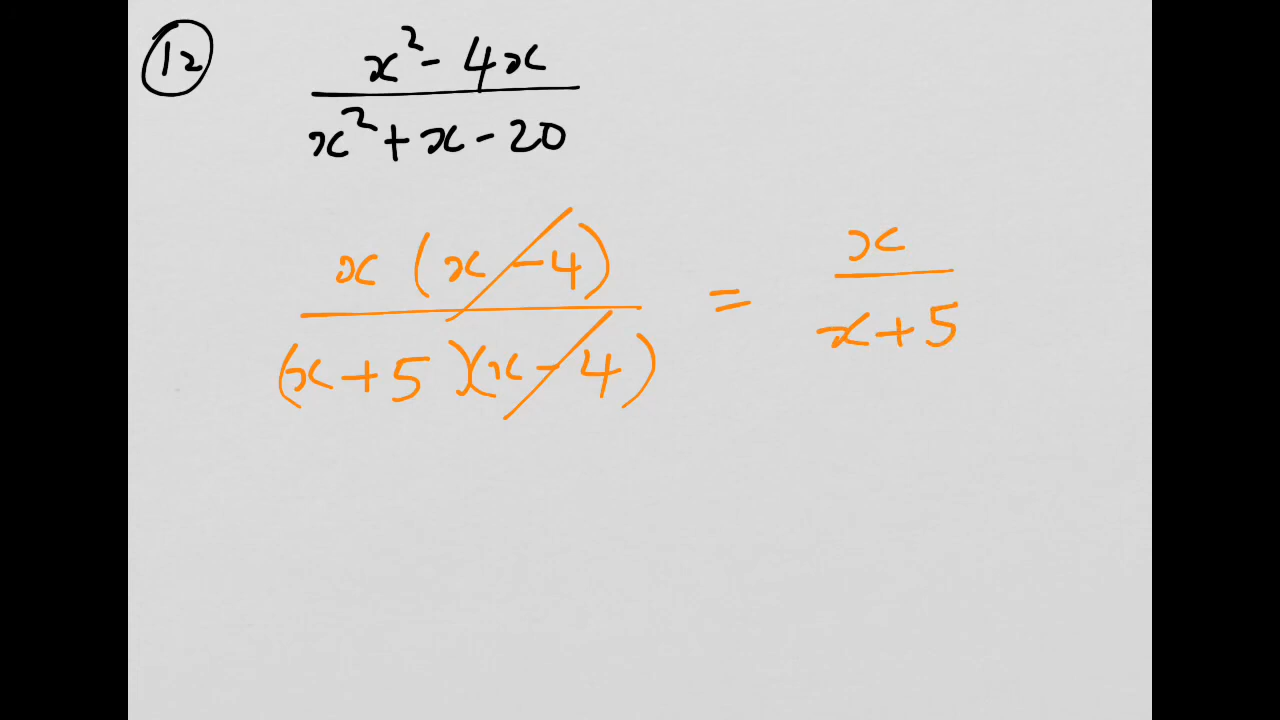 12
x² - 4x
x² + x - 20
x (x - 4)
(x + 5)(x - 4)
=
x
x + 5